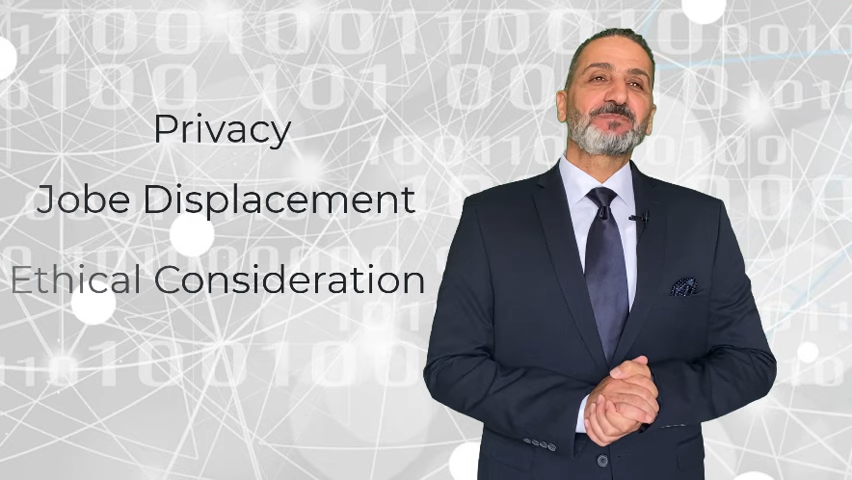 Privacy
Jobe Displacement
Ethical Consideration